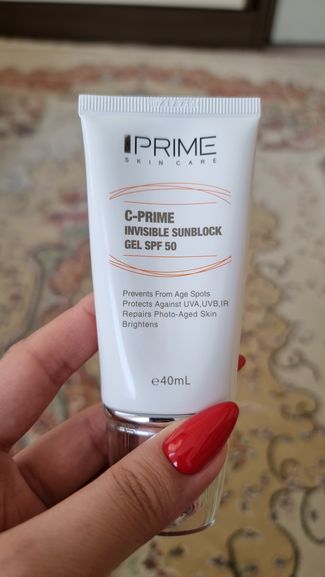 PRIME
SKIN CARE
C-PRIME
INVISIBLE SUNBLOCK
GEL SPF 50
Prevents From Age Spots
Protects Against UVA,UVB,IR
Repairs Photo-Aged Skin
Brightens
℮40mL